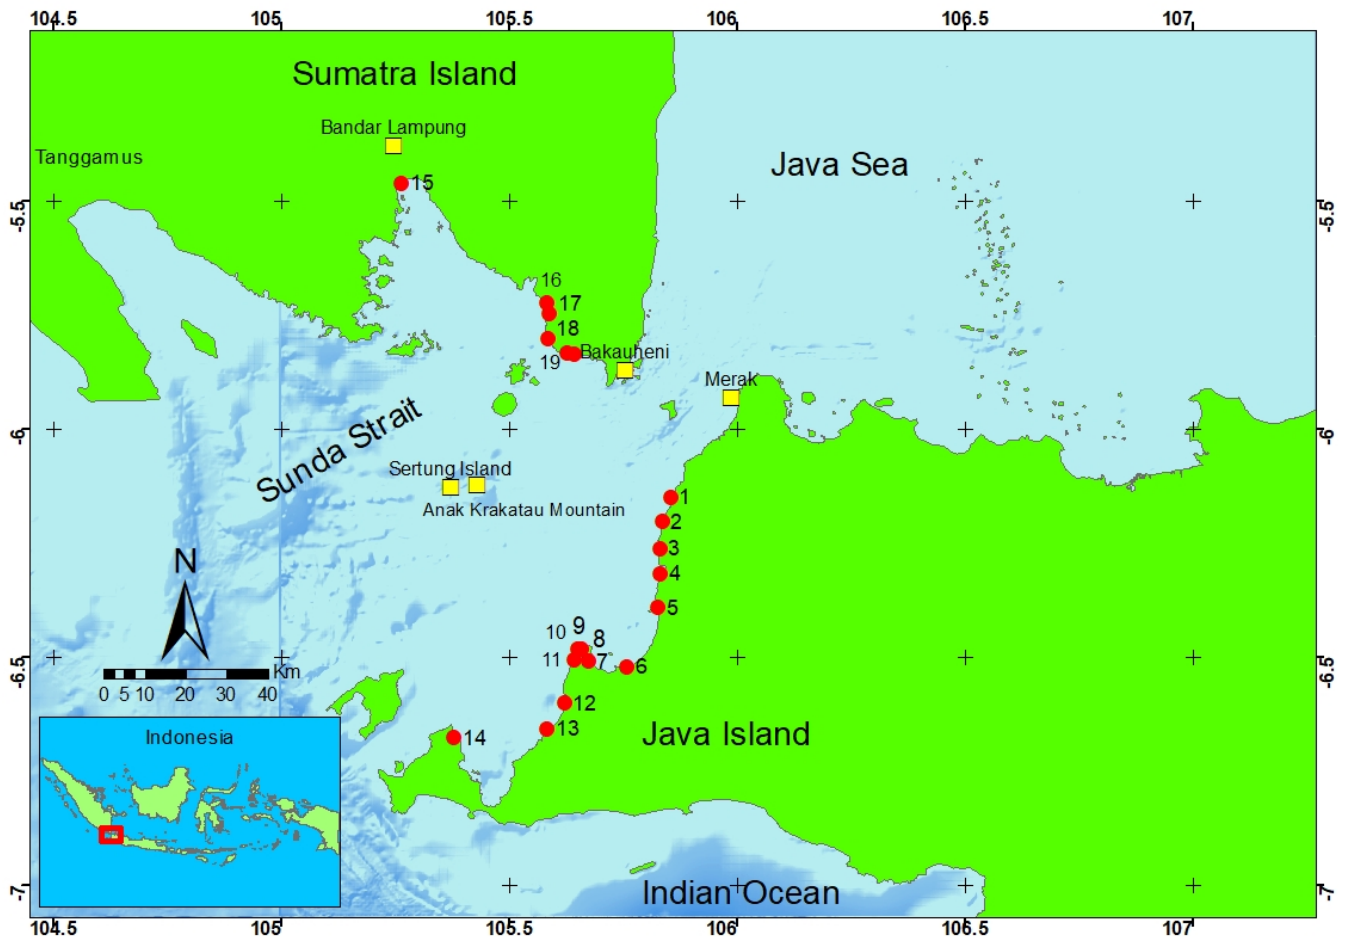 104.5 105 105.5 106 106.5 107
Sumatra Island
Bandar Lampung
Tanggamus
Java Sea
15
-5.5 -5.5
16
17
18
19
Bakauheni
Merak
Sunda Strait
-6 -6
Sertung Island
Anak Krakatau Mountain
1
2
3
4
5
N
9
10 8
11 7 6
-6.5 -6.5
Km
0 5 10 20 30 40
12
13
14
Java Island
Indonesia
-7 -7
Indian Ocean
104.5 105 105.5 106 106.5 107